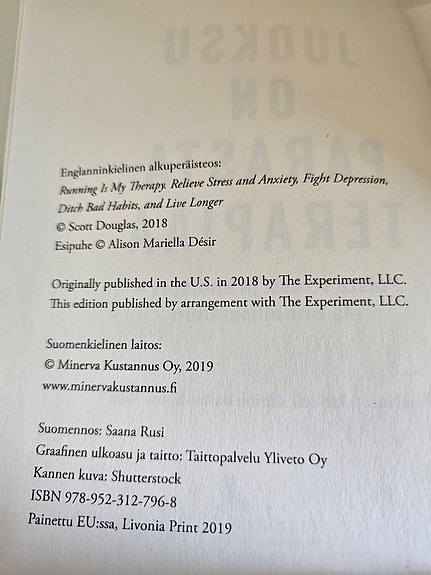 JUOKSU
ON
PARASTA
TERAP
Englanninkielinen alkuperäisteos:
Running Is My Therapy. Relieve Stress and Anxiety, Fight Depression,
Ditch Bad Habits, and Live Longer
© Scott Douglas, 2018
Esipuhe © Alison Mariella Désir
Originally published in the U.S. in 2018 by The Experiment, LLC.
This edition published by arrangement with The Experiment, LLC.
Suomenkielinen laitos:
© Minerva Kustannus Oy, 2019
www.minervakustannus.fi
Suomennos: Saana Rusi
Graafinen ulkoasu ja taitto: Taittopalvelu Yliveto Oy
Kannen kuva: Shutterstock
ISBN 978-952-312-796-8
Painettu EU:ssa, Livonia Print 2019